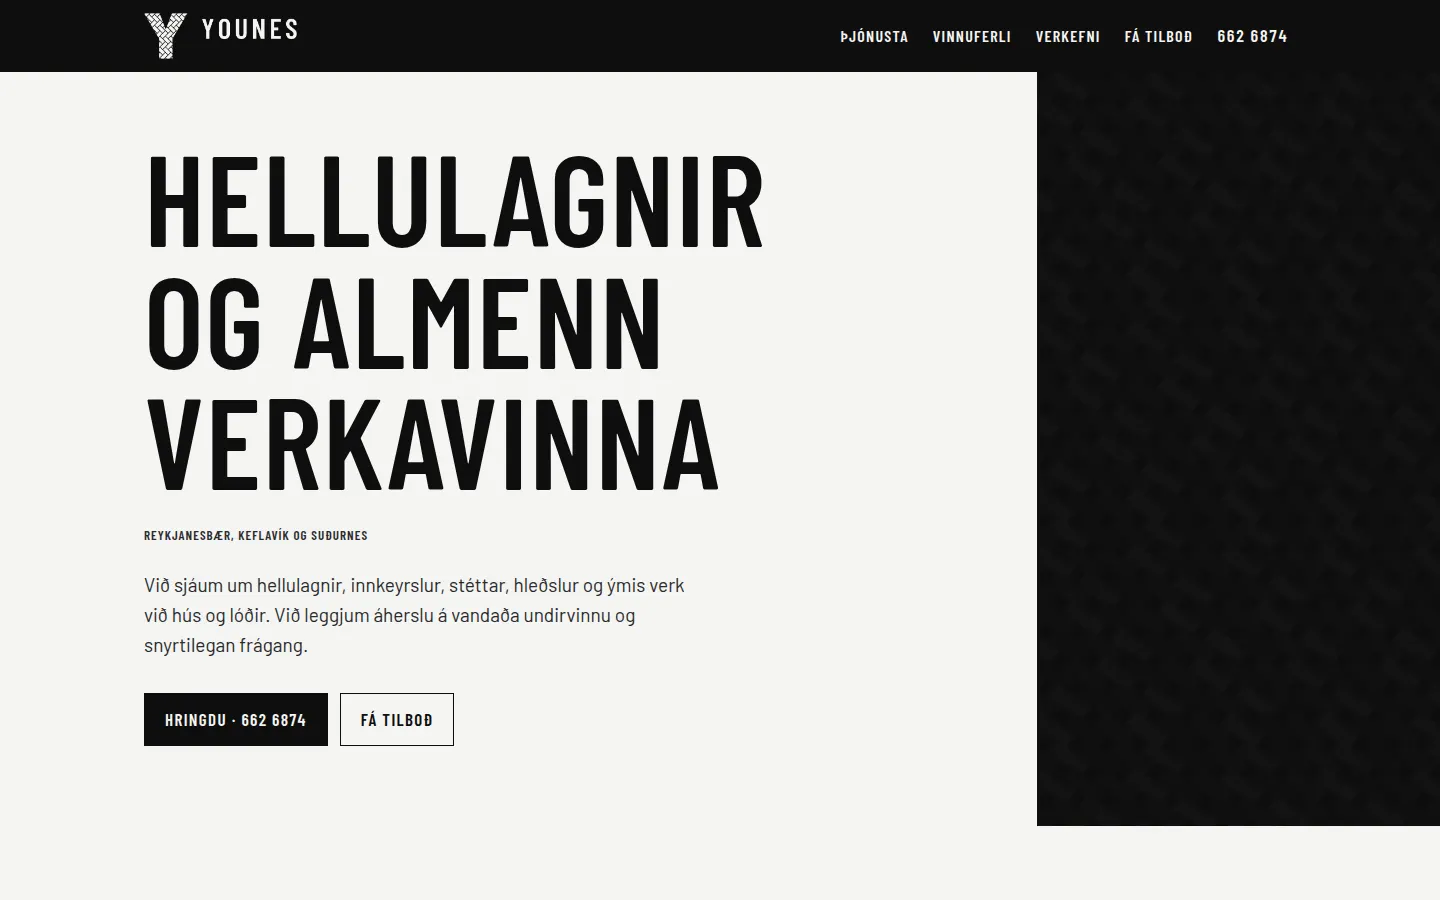 Y YOUNES
ÞJÓNUSTA VINNUFERLI VERKEFNI FÁ TILBOÐ 662 6874
HELLULAGNIR
OG ALMENN
VERKAVINNA
REYKJANESBÆR, KEFLAVÍK OG SUÐURNES
Við sjáum um hellulagnir, innkeyrslur, stéttar, hleðslur og ýmis verk
við hús og lóðir. Við leggjum áherslu á vandaða undirvinnu og
snyrtilegan frágang.
HRINGDU · 662 6874
FÁ TILBOÐ